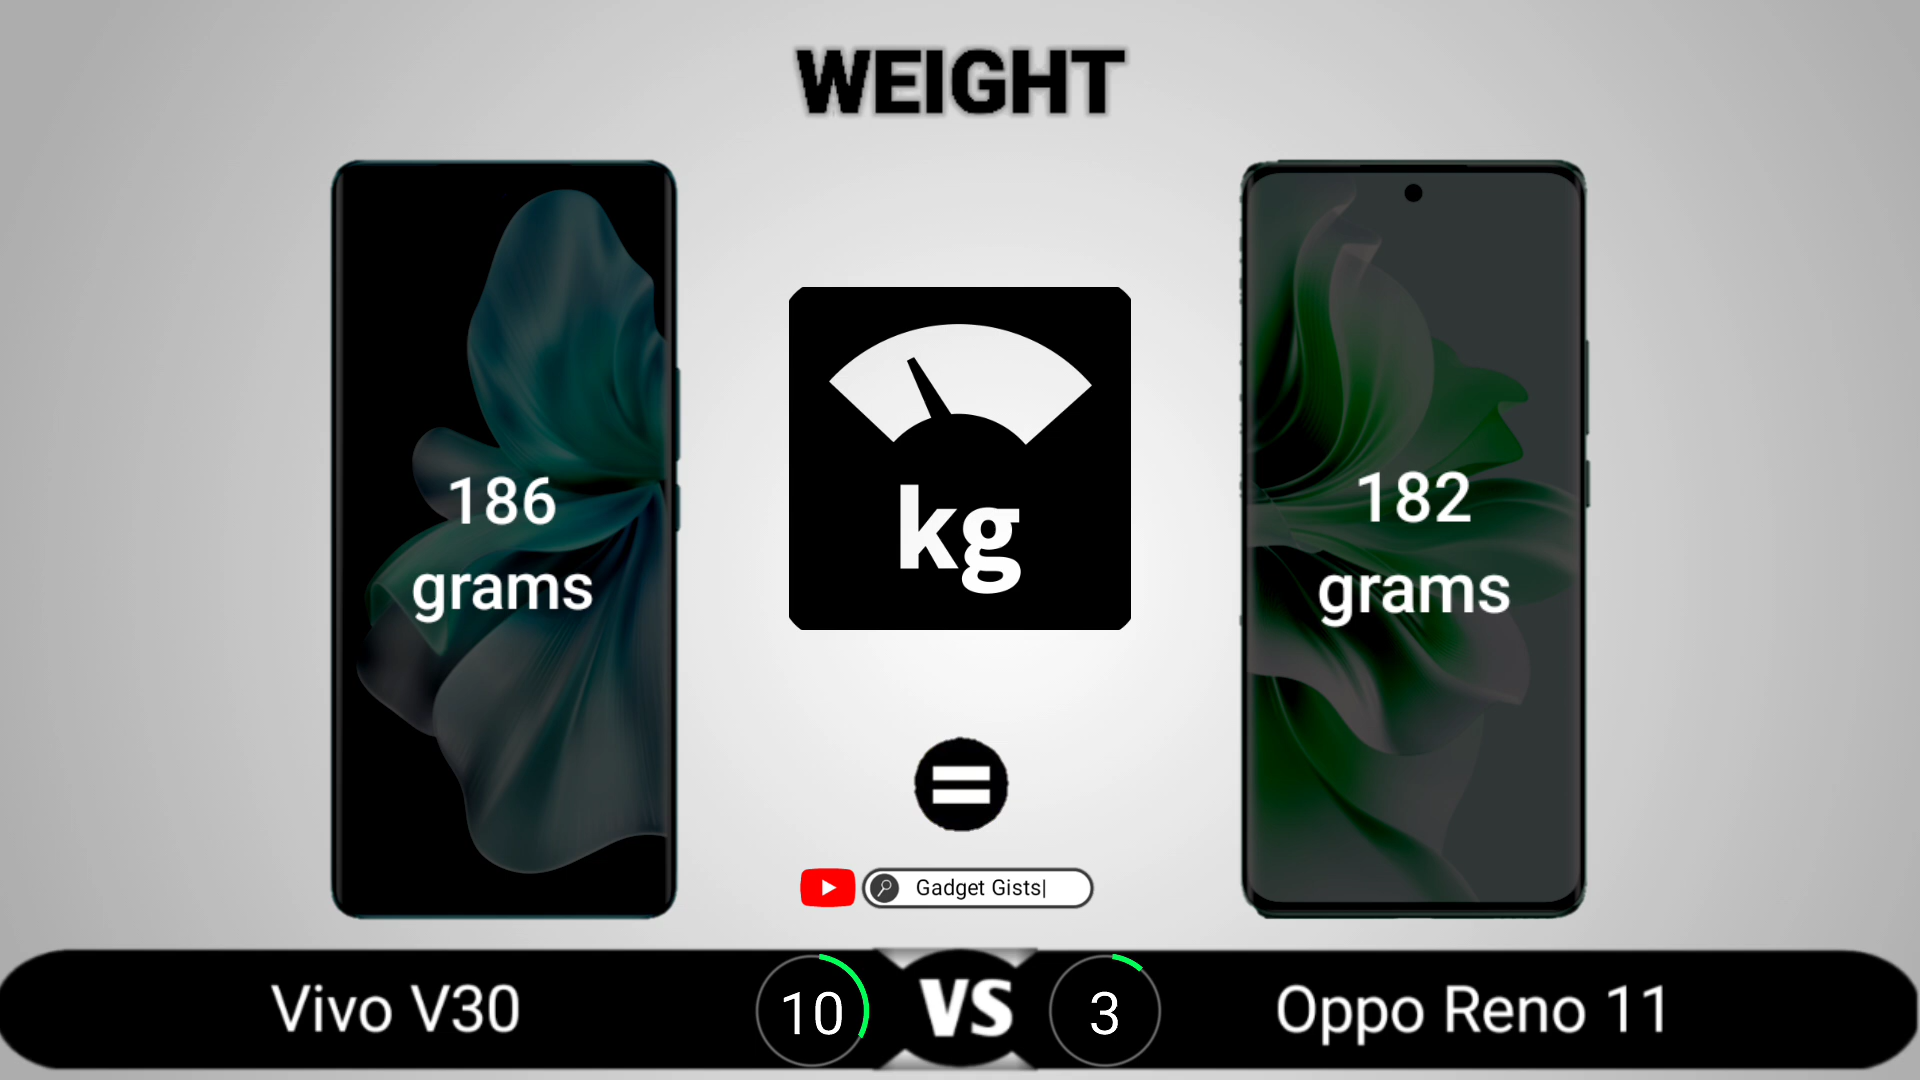 WEIGHT
186
grams
kg
182
grams
Gadget Gists|
Vivo V30
10
VS
3
Oppo Reno 11